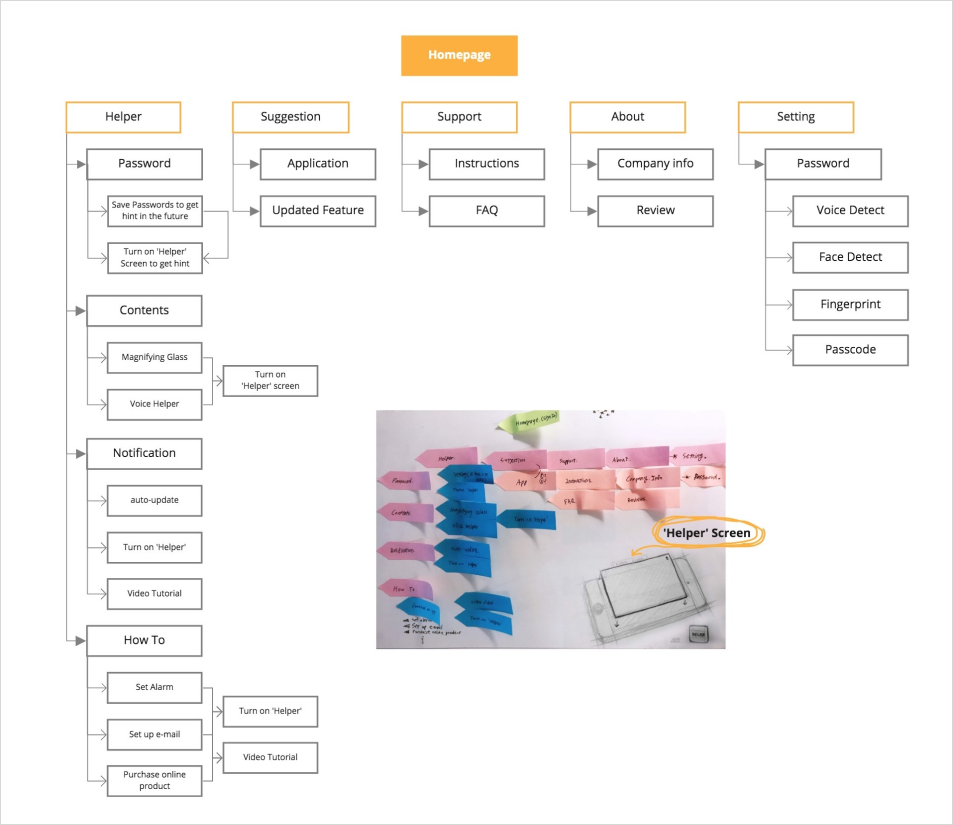 Homepage
Helper
Suggestion
Support
About
Setting
Password
Application
Instructions
Company info
Password
Save Passwords to get
hint in the future
Updated Feature
FAQ
Review
Voice Detect
Turn on 'Helper'
Screen to get hint
Face Detect
Contents
Fingerprint
Magnifying Glass
Passcode
Turn on
'Helper' screen
Voice Helper
Notification
auto-update
Turn on 'Helper'
Video Tutorial
How To
Set Alarm
Turn on 'Helper'
Set up e-mail
Video Tutorial
Purchase online
product
Helper
Suggestion
Support
About
Setting.
Password
App
Instructions
Company Info
Password.
FAQ
Reviews
Contents
Notification
How To
'Helper' Screen